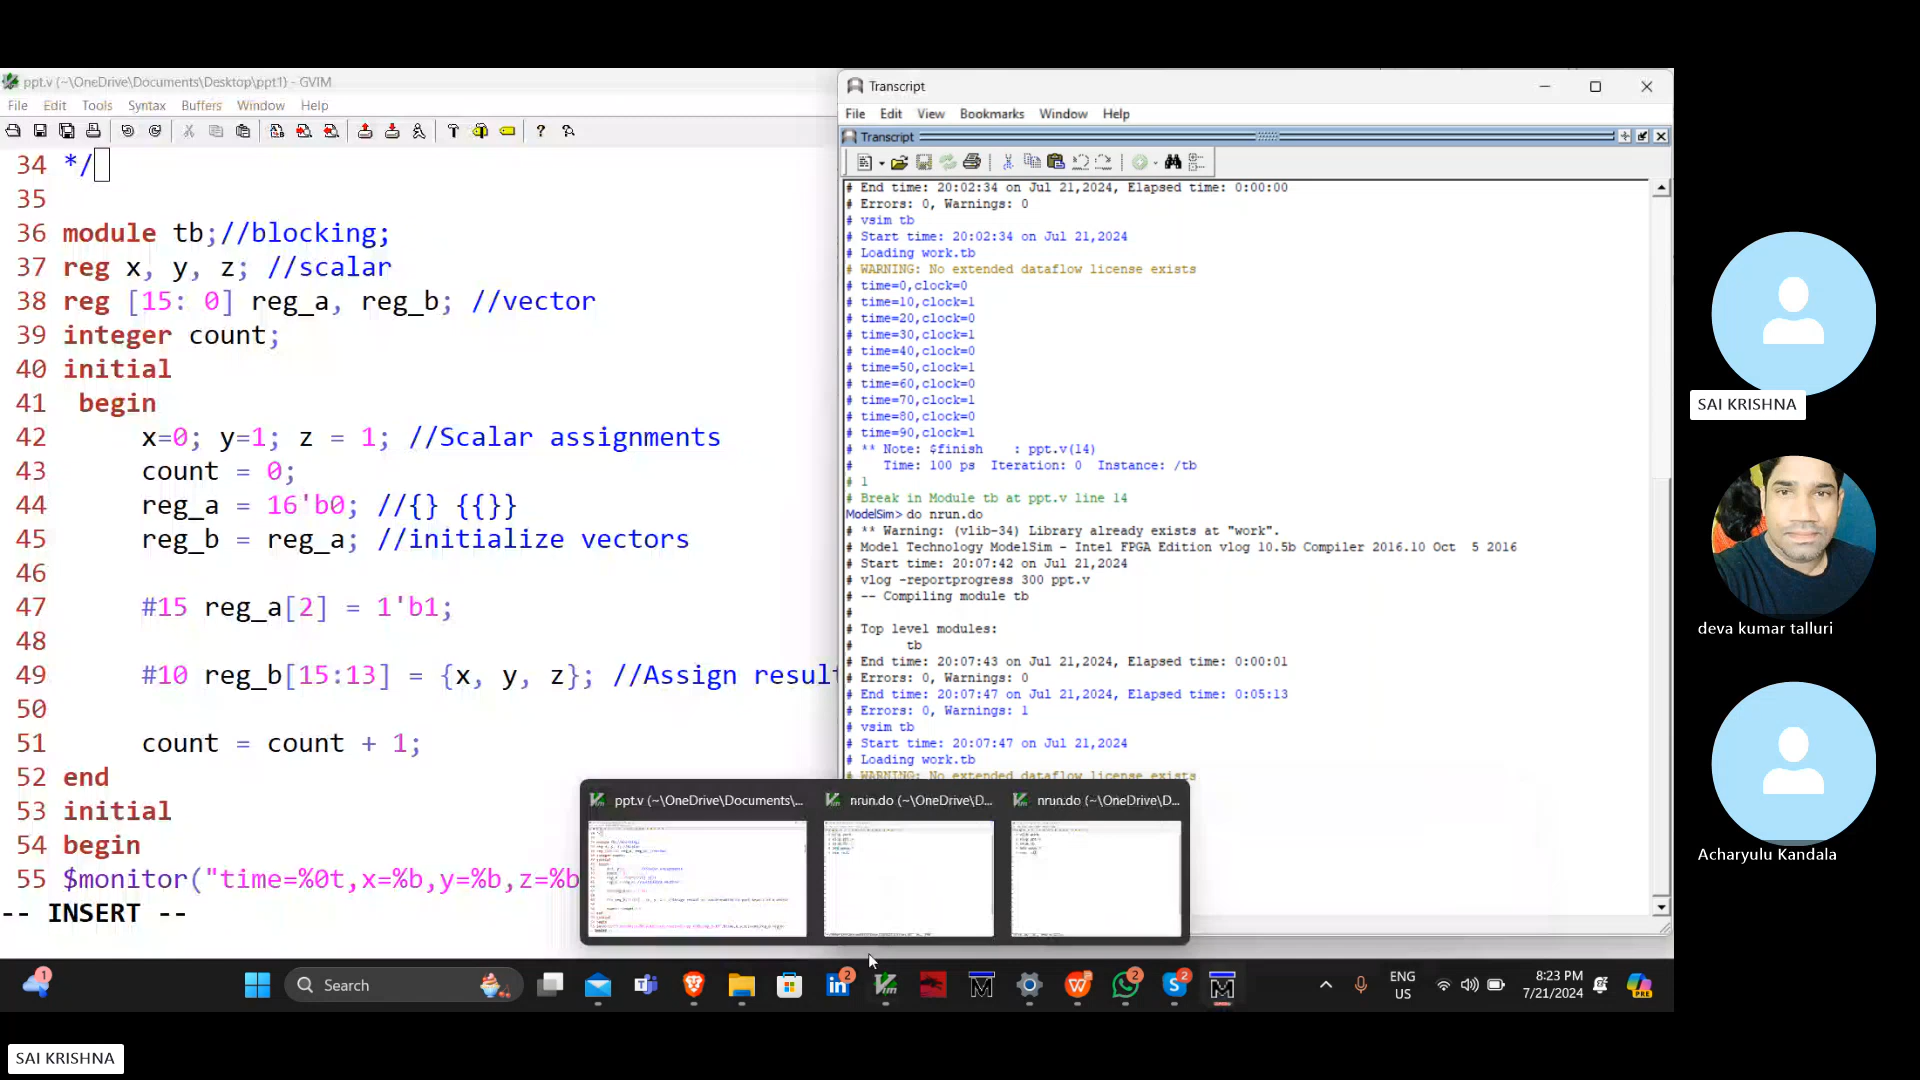 ppt.v (~\OneDrive\Documents\Desktop\ppt1) - GVIM
File Edit Tools Syntax Buffers Window Help
34 */
35
36 module tb;//blocking;
37 reg x, y, z; //scalar
38 reg [15: 0] reg_a, reg_b; //vector
39 integer count;
40 initial
41 begin
42 x=0; y=1; z = 1; //Scalar assignments
43 count = 0;
44 reg_a = 16'b0; //{} {{}}
45 reg_b = reg_a; //initialize vectors
46
47 #15 reg_a[2] = 1'b1;
48
49 #10 reg_b[15:13] = {x, y, z}; //Assign result
50
51 count = count + 1;
52 end
53 initial
54 begin
55 $monitor("time=%0t,x=%b,y=%b,z=%b
-- INSERT --
Transcript
File Edit View Bookmarks Window Help
Transcript
# End time: 20:02:34 on Jul 21,2024, Elapsed time: 0:00:00
# Errors: 0, Warnings: 0
# vsim tb
# Start time: 20:02:34 on Jul 21,2024
# Loading work.tb
# WARNING: No extended dataflow license exists
# time=0,clock=0
# time=10,clock=1
# time=20,clock=0
# time=30,clock=1
# time=40,clock=0
# time=50,clock=1
# time=60,clock=0
# time=70,clock=1
# time=80,clock=0
# time=90,clock=1
# ** Note: $finish : ppt.v(14)
# Time: 100 ps Iteration: 0 Instance: /tb
# 1
# Break in Module tb at ppt.v line 14
ModelSim> do nrun.do
# ** Warning: (vlib-34) Library already exists at "work".
# Model Technology ModelSim - Intel FPGA Edition vlog 10.5b Compiler 2016.10 Oct 5 2016
# Start time: 20:07:42 on Jul 21,2024
# vlog -reportprogress 300 ppt.v
# -- Compiling module tb
#
# Top level modules:
# tb
# End time: 20:07:43 on Jul 21,2024, Elapsed time: 0:00:01
# Errors: 0, Warnings: 0
# End time: 20:07:47 on Jul 21,2024, Elapsed time: 0:05:13
# Errors: 0, Warnings: 1
# vsim tb
# Start time: 20:07:47 on Jul 21,2024
# Loading work.tb
# WARNING: No extended dataflow license exists
ppt.v (~\OneDrive\Documents\...
nrun.do (~\OneDrive\D...
nrun.do (~\OneDrive\D...
1
Search
2
2
2
ENG
US
8:23 PM
7/21/2024
PRE
SAI KRISHNA
deva kumar talluri
Acharyulu Kandala
SAI KRISHNA